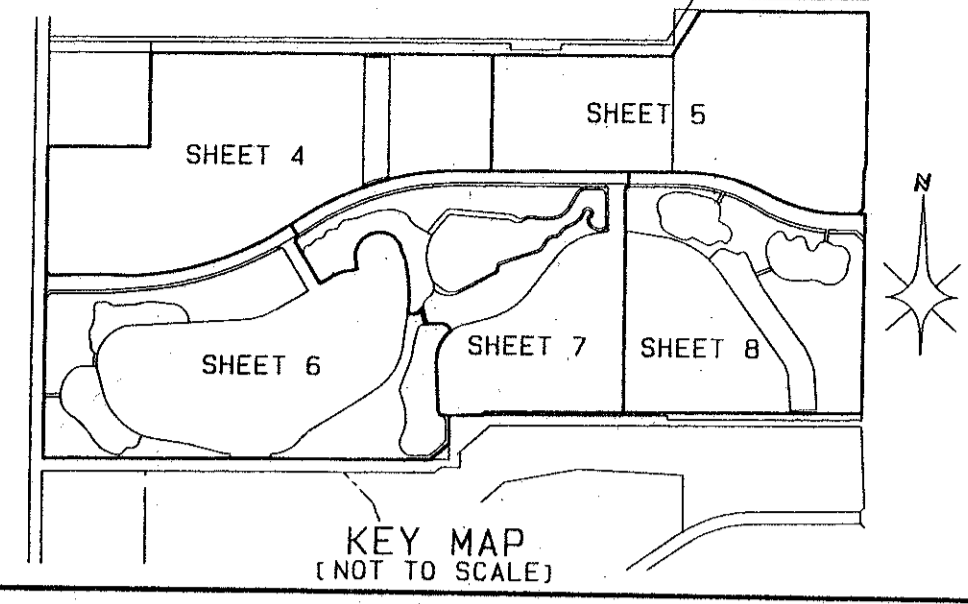 SHEET 5
SHEET 4
N
SHEET 7
SHEET 8
SHEET 6
KEY MAP
[NOT TO SCALE]